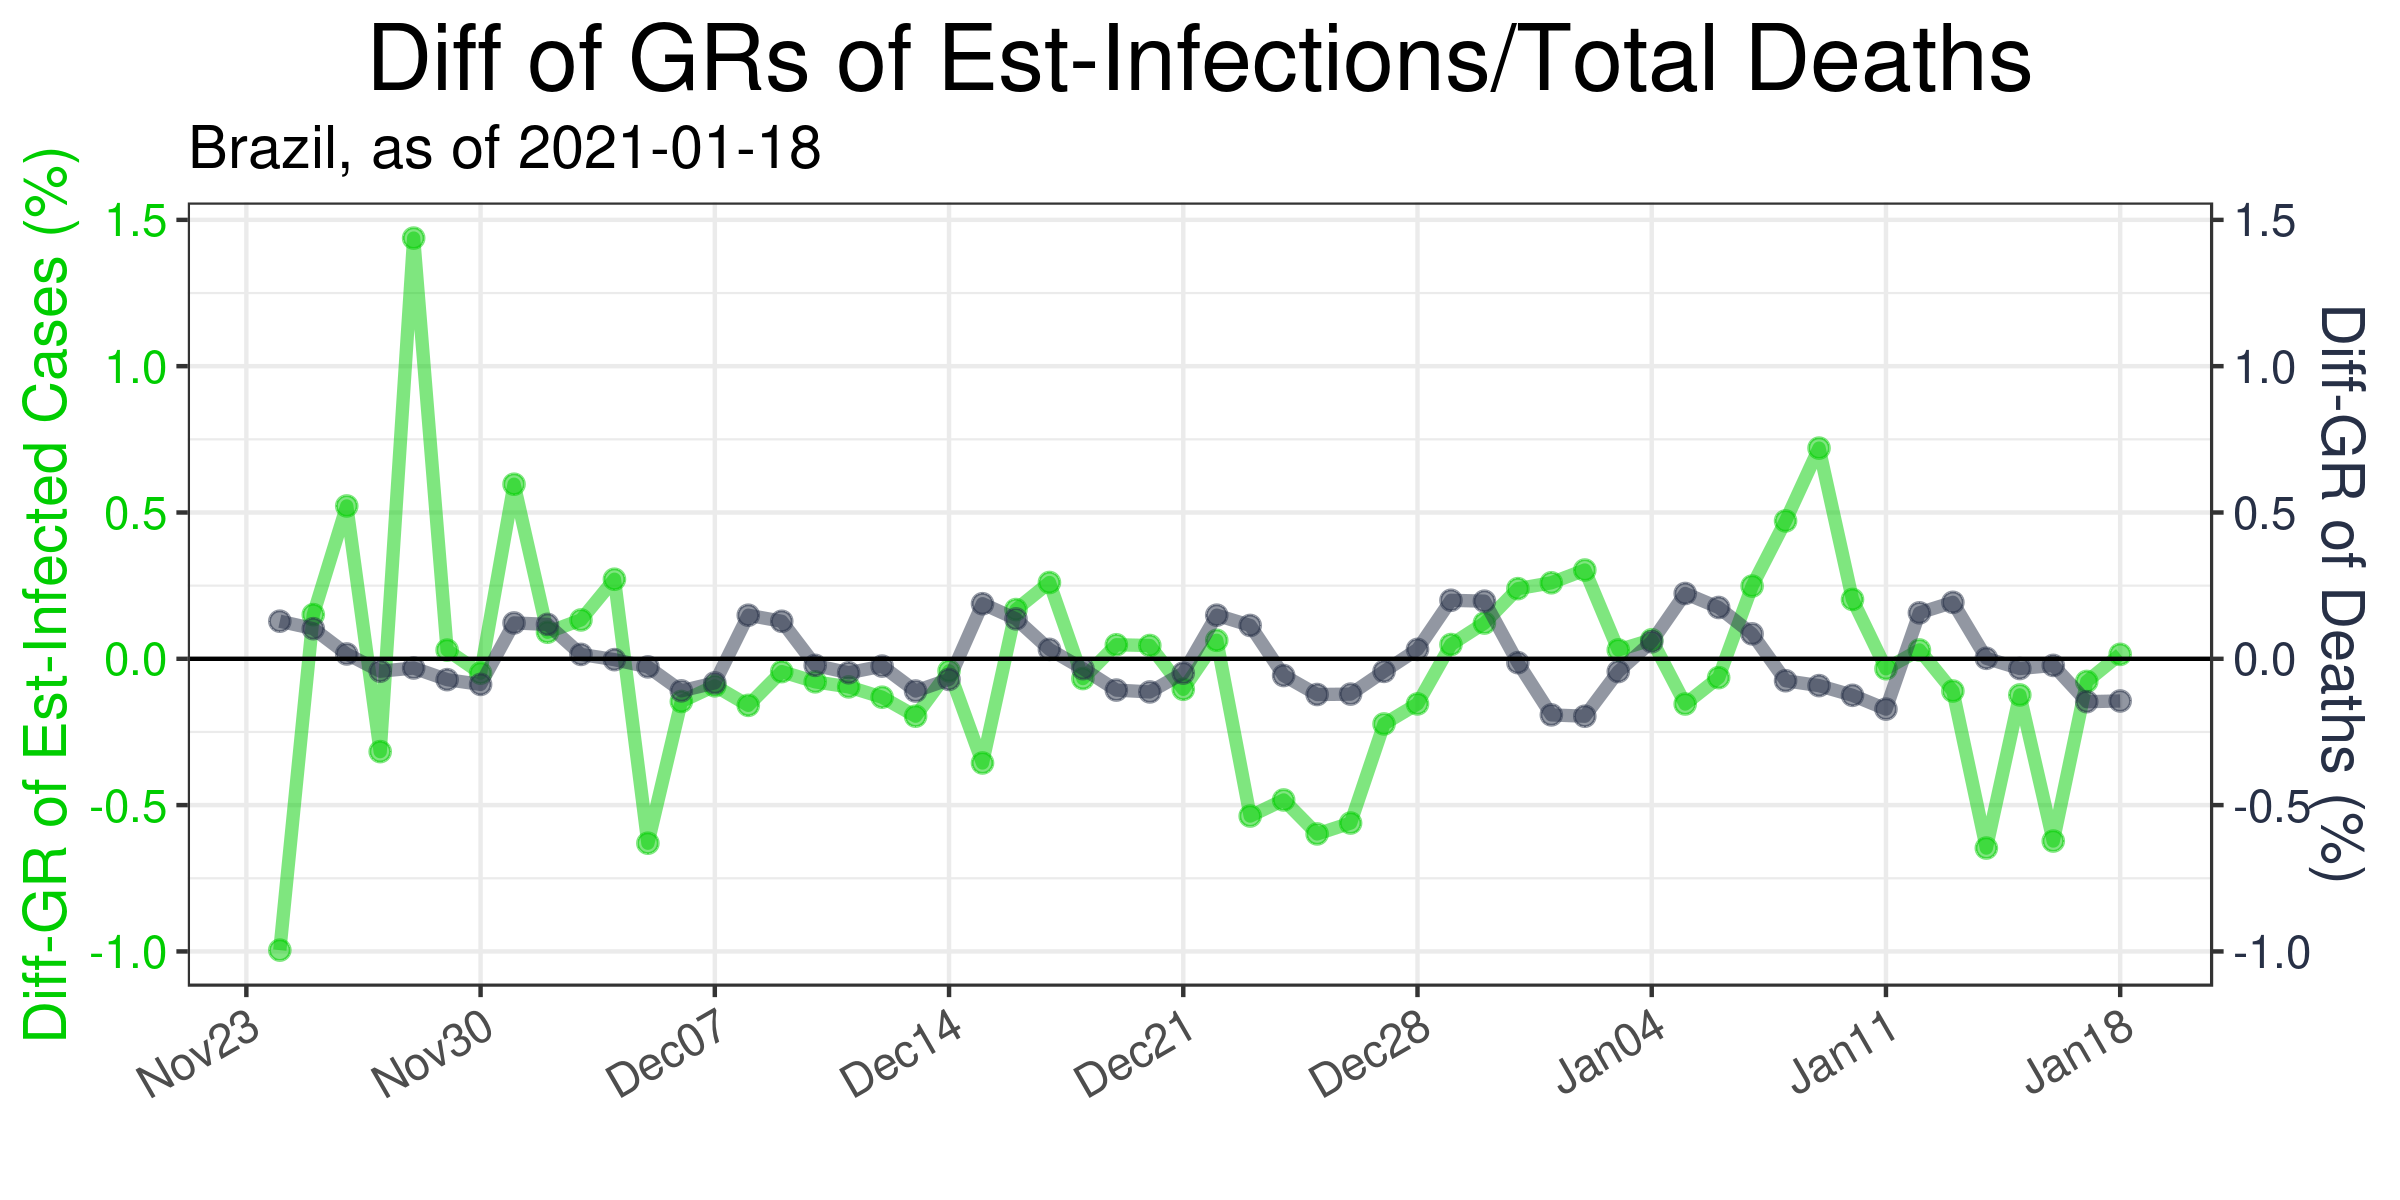 Diff of GRs of Est-Infections/Total Deaths
Brazil, as of 2021-01-18
Diff-GR of Est-Infected Cases (%)
1.5
1.0
0.5
0.0
-0.5
-1.0
1.5
1.0
0.5
0.0
-0.5
-1.0
Diff-GR of Deaths (%)
Nov23
Nov30
Dec07
Dec14
Dec21
Dec28
Jan04
Jan11
Jan18